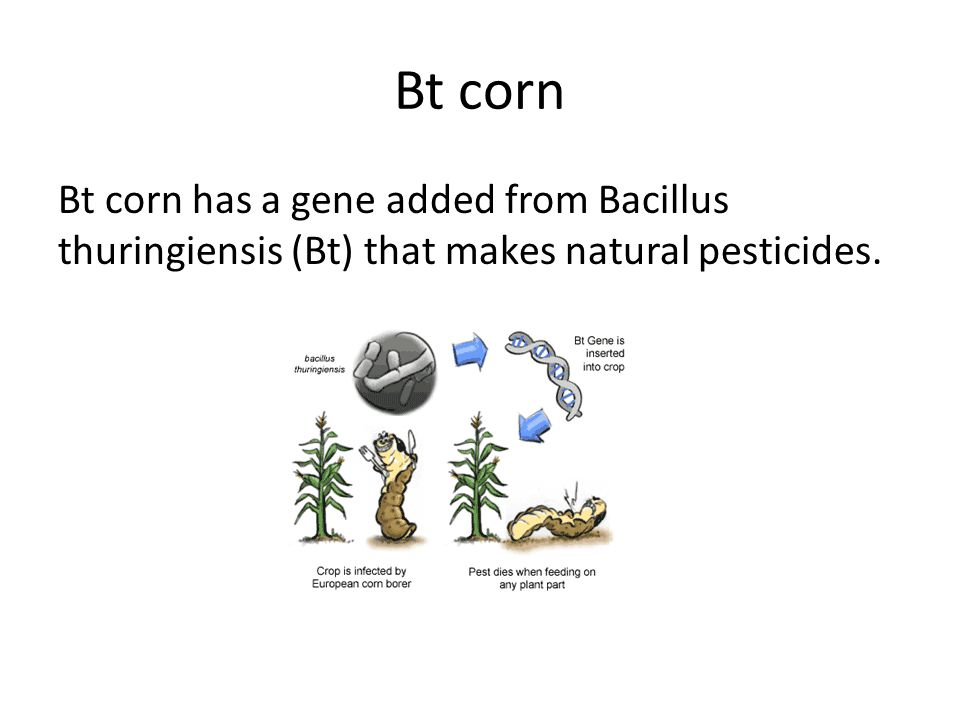 Bt corn
Bt corn has a gene added from Bacillus
thuringiensis (Bt) that makes natural pesticides.
bacillus
thuringiensis
Bt Gene is
inserted
into crop
Crop is infected by
European corn borer
Pest dies when feeding on
any plant part